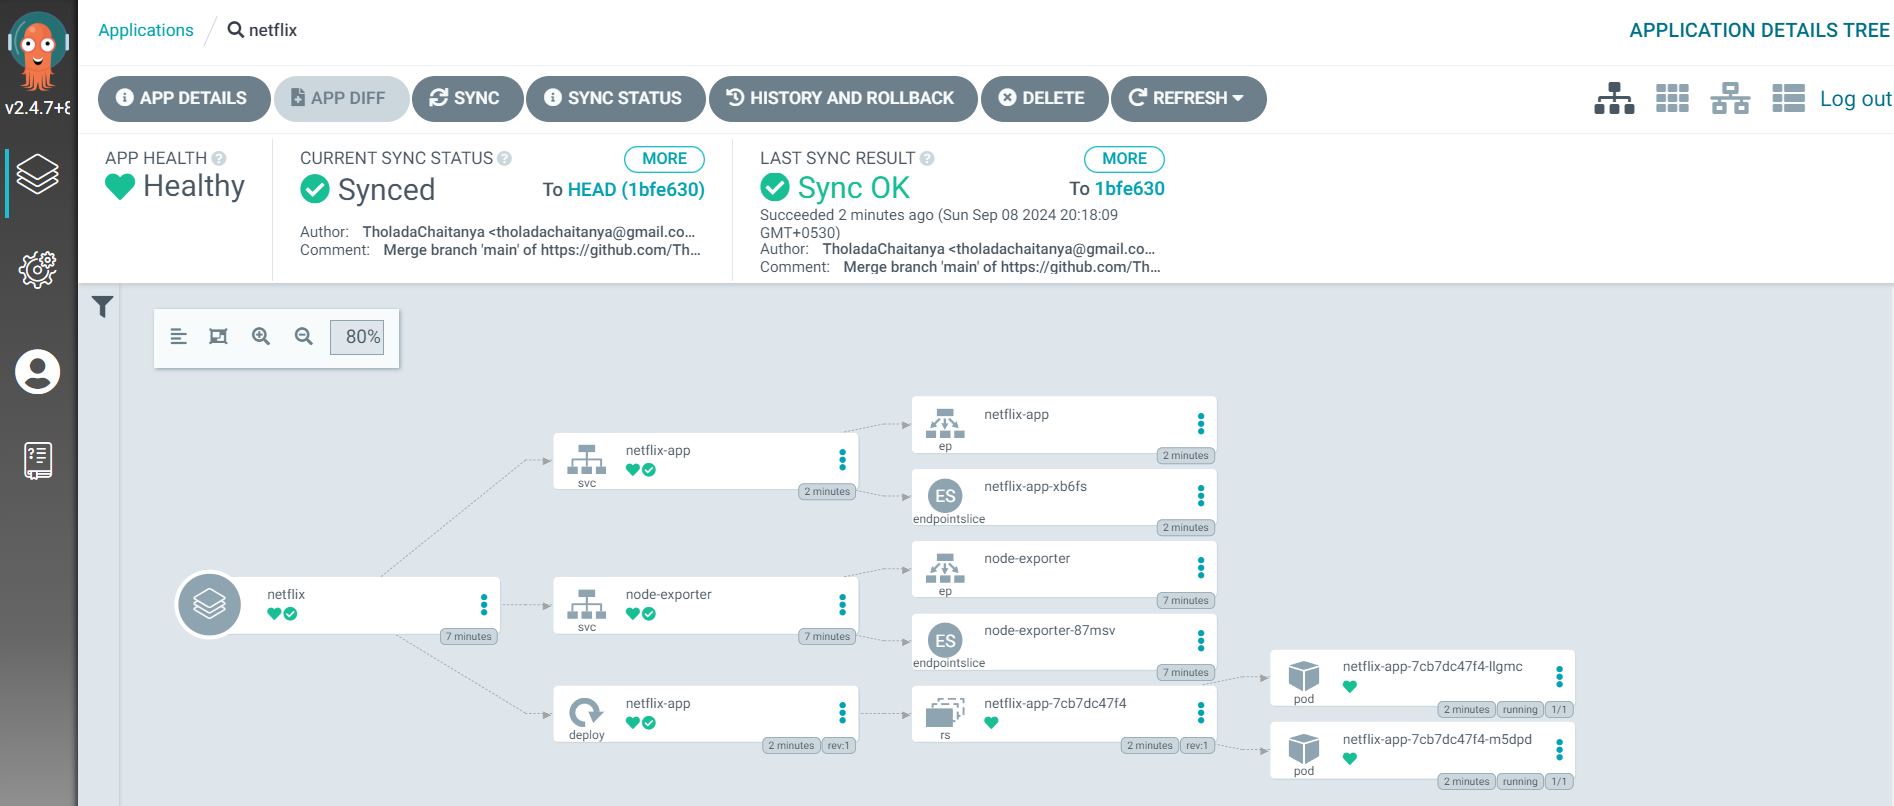 Applications
netflix
APPLICATION DETAILS TREE
v2.4.7+8
APP DETAILS
APP DIFF
SYNC
SYNC STATUS
HISTORY AND ROLLBACK
DELETE
REFRESH
Log out
APP HEALTH ?
Healthy
CURRENT SYNC STATUS ?
MORE
Synced
To HEAD (1bfe630)
Author: TholadaChaitanya <tholadachaitanya@gmail.co...
Comment: Merge branch 'main' of https://github.com/Th...
LAST SYNC RESULT ?
MORE
Sync OK
To 1bfe630
Succeeded 2 minutes ago (Sun Sep 08 2024 20:18:09
GMT+0530)
Author: TholadaChaitanya <tholadachaitanya@gmail.co...
Comment: Merge branch 'main' of https://github.com/Th...
80%
netflix
7 minutes
svc
netflix-app
2 minutes
svc
node-exporter
7 minutes
deploy
netflix-app
2 minutes
rev:1
ep
netflix-app
2 minutes
ES
endpointslice
netflix-app-xb6fs
2 minutes
ep
node-exporter
7 minutes
ES
endpointslice
node-exporter-87msv
7 minutes
rs
netflix-app-7cb7dc47f4
2 minutes
rev:1
pod
netflix-app-7cb7dc47f4-llgmc
2 minutes
running
1/1
pod
netflix-app-7cb7dc47f4-m5dpd
2 minutes
running
1/1